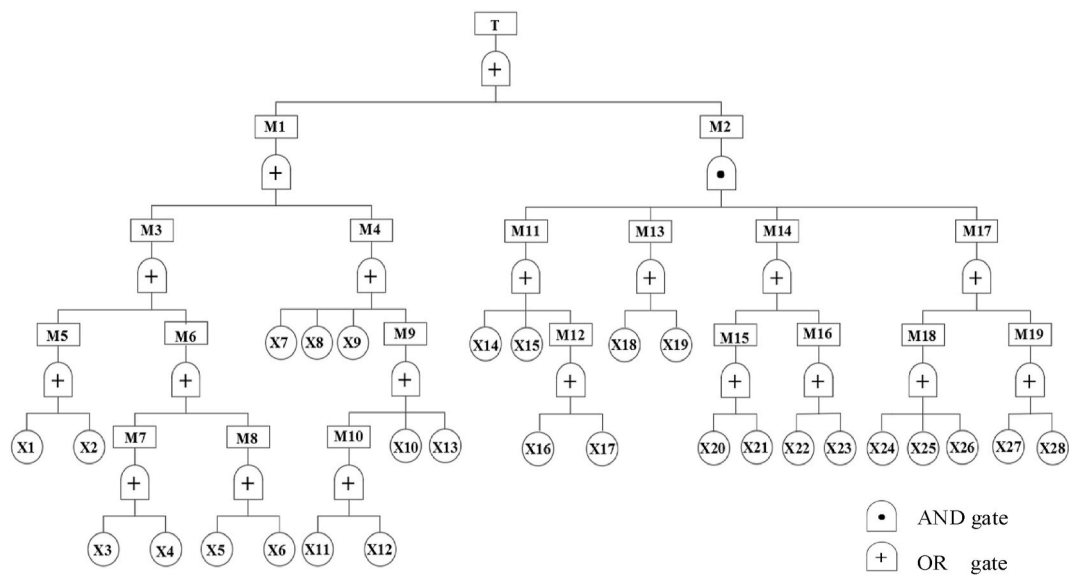 T
M1 M2
M3 M4 M11 M13 M14 M17
M5 M6 X7 X8 X9 M9 X14 X15 M12 X18 X19 M15 M16 M18 M19
X1 X2 M7 M8 M10 X10 X13 X16 X17 X20 X21 X22 X23 X24 X25 X26 X27 X28
X3 X4 X5 X6 X11 X12
AND gate
OR gate